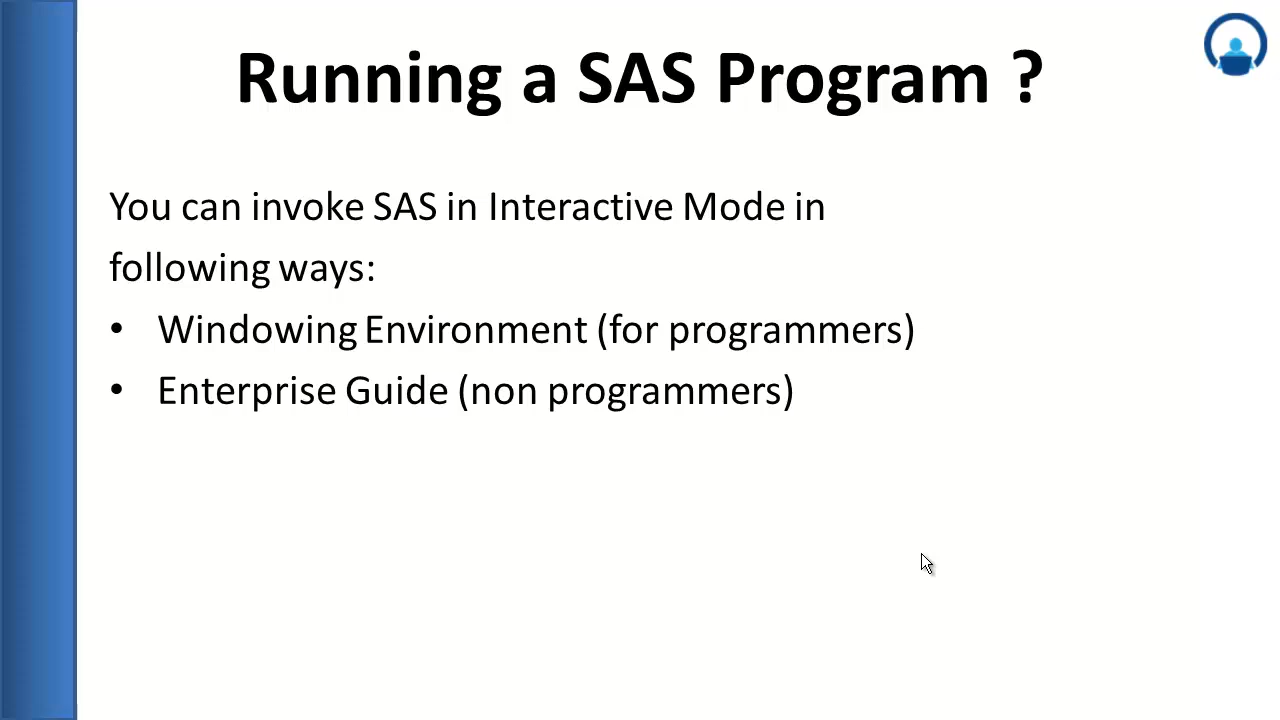 Running a SAS Program ?
You can invoke SAS in Interactive Mode in
following ways:
• Windowing Environment (for programmers)
• Enterprise Guide (non programmers)